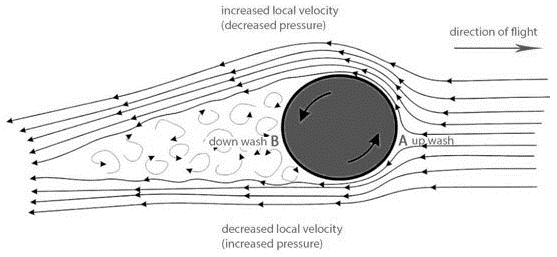 increased local velocity
(decreased pressure)
direction of flight
down wash B
A up wash
decreased local velocity
(increased pressure)